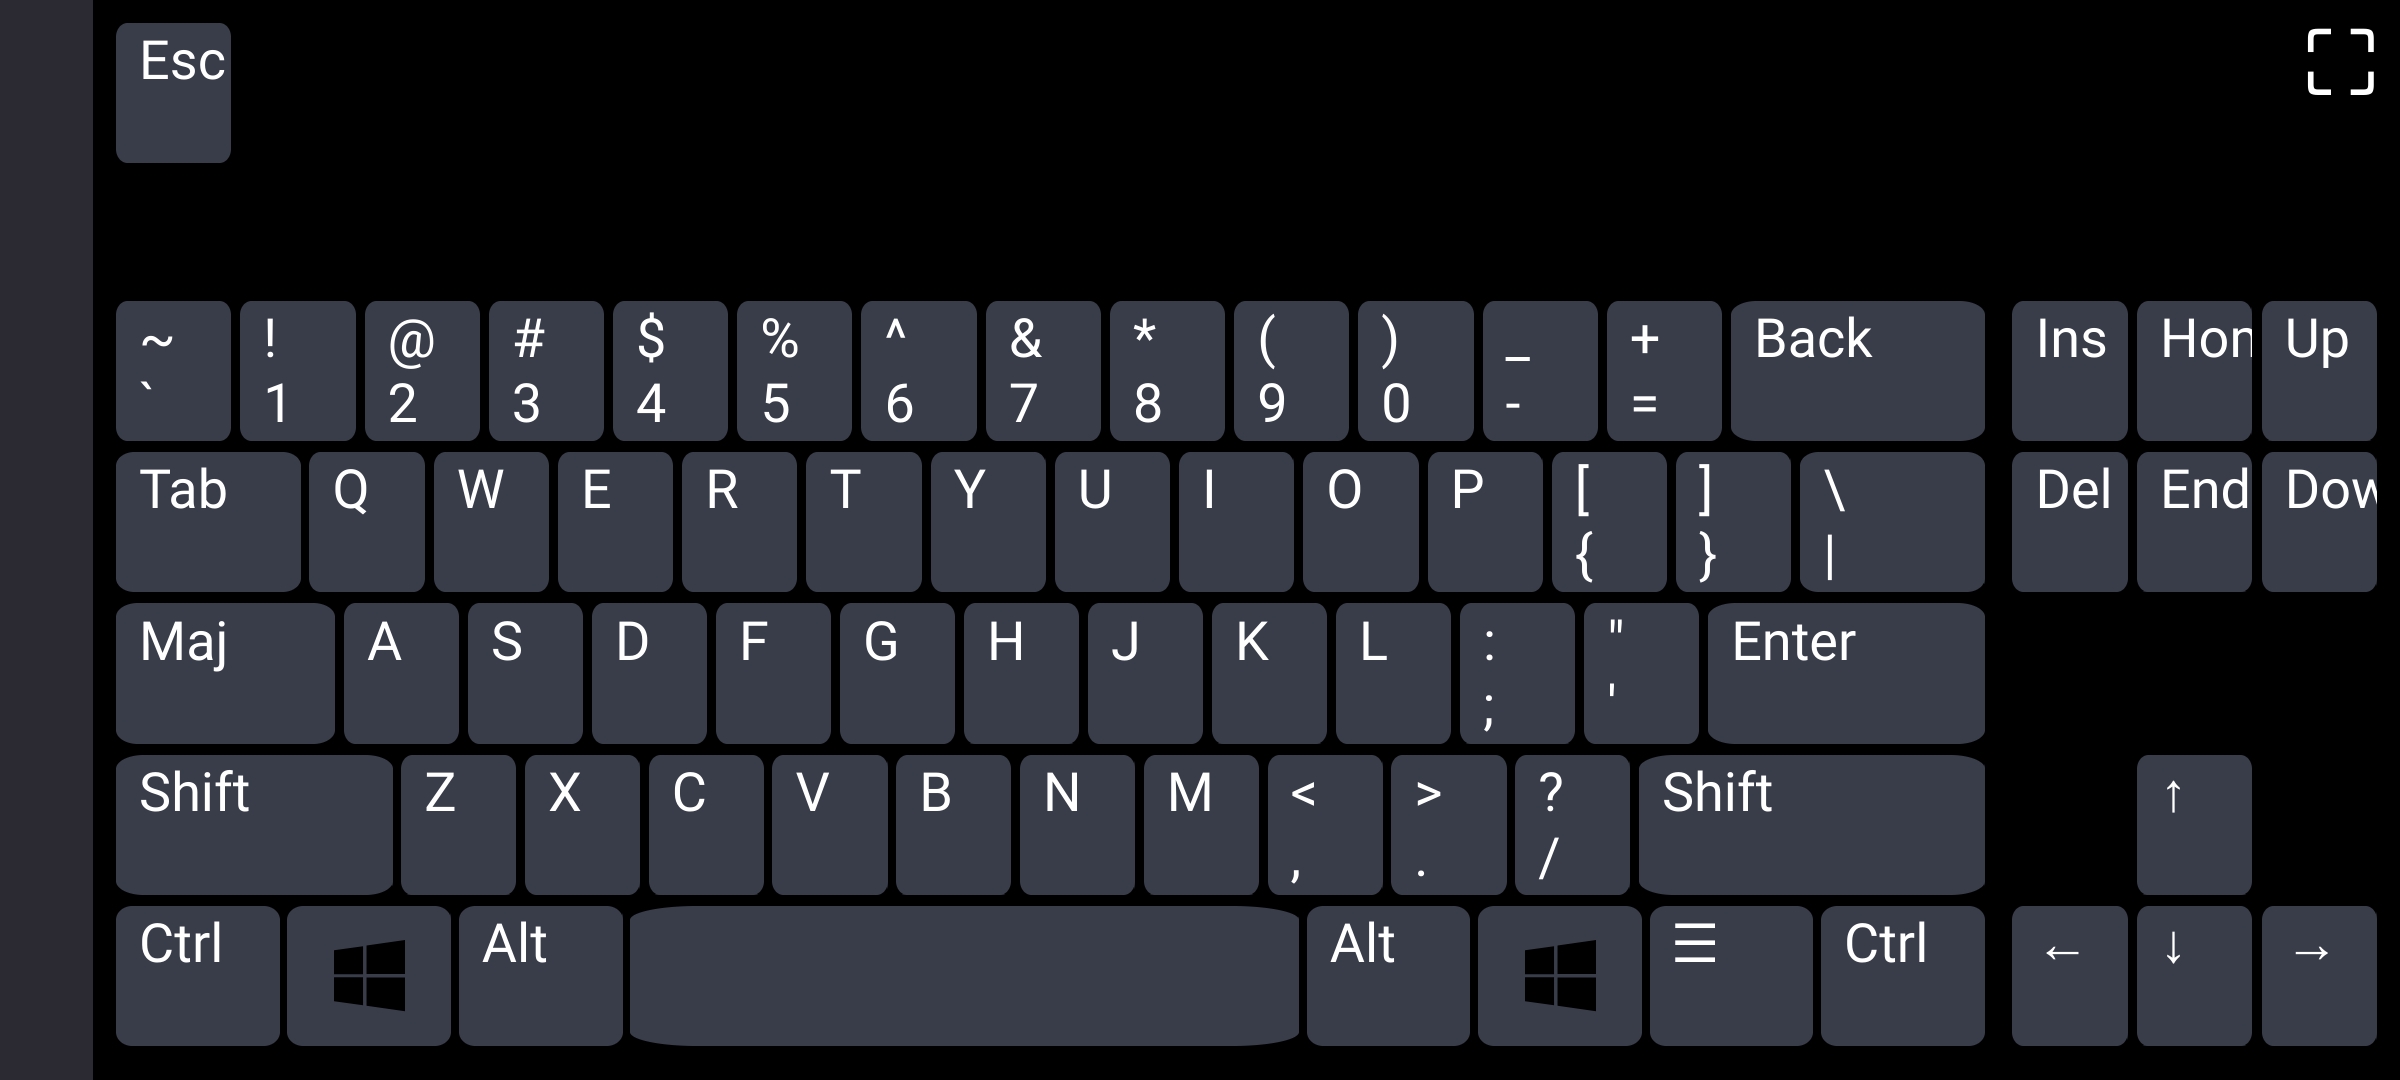 Esc
~ ! @ # $ % ^ & * ( ) _ + Back Ins Hon Up
` 1 2 3 4 5 6 7 8 9 0 - =
Tab Q W E R T Y U I O P [ ] \ Del End Dow
{ } |
Maj A S D F G H J K L : " Enter
; '
Shift Z X C V B N M < > ? Shift ↑
, . /
Ctrl Alt Alt ☰ Ctrl ← ↓ →